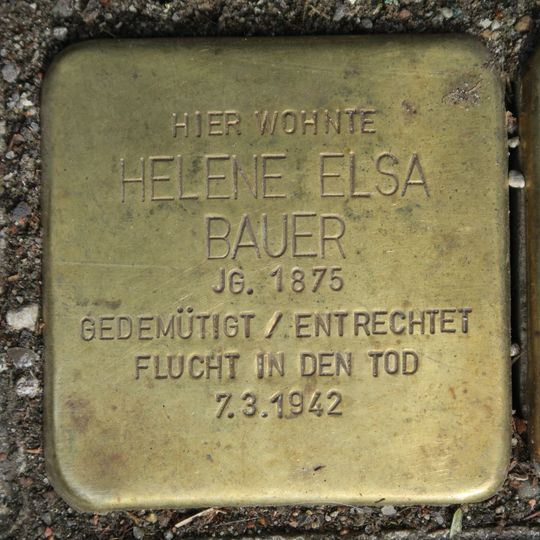 HIER WOHNTE
HELENE ELSA
BAUER
JG. 1875
GEDEMÜTIGT / ENTRECHTET
FLUCHT IN DEN TOD
7.3.1942